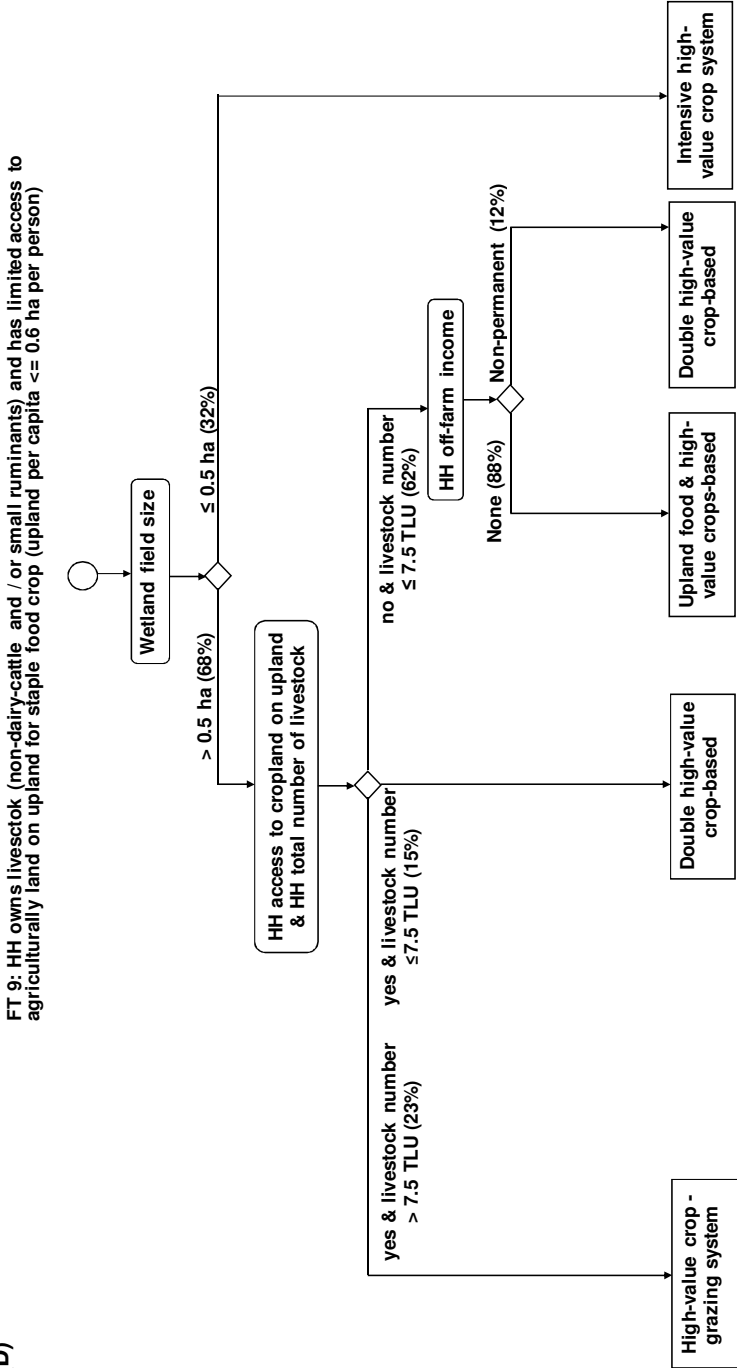 D)
FT 9: HH owns livesctok (non-dairy-cattle and / or small ruminants) and has limited access to
agriculturally land on upland for staple food crop (upland per capita <= 0.6 ha per person)
Wetland field size
> 0.5 ha (68%)
≤ 0.5 ha (32%)
HH access to cropland on upland
& HH total number of livestock
yes & livestock number
> 7.5 TLU (23%)
yes & livestock number
≤7.5 TLU (15%)
no & livestock number
≤ 7.5 TLU (62%)
HH off-farm income
None (88%)
Non-permanent (12%)
High-value crop -
grazing system
Double high-value
crop-based
Upland food & high-
value crops-based
Double high-value
crop-based
Intensive high-
value crop system